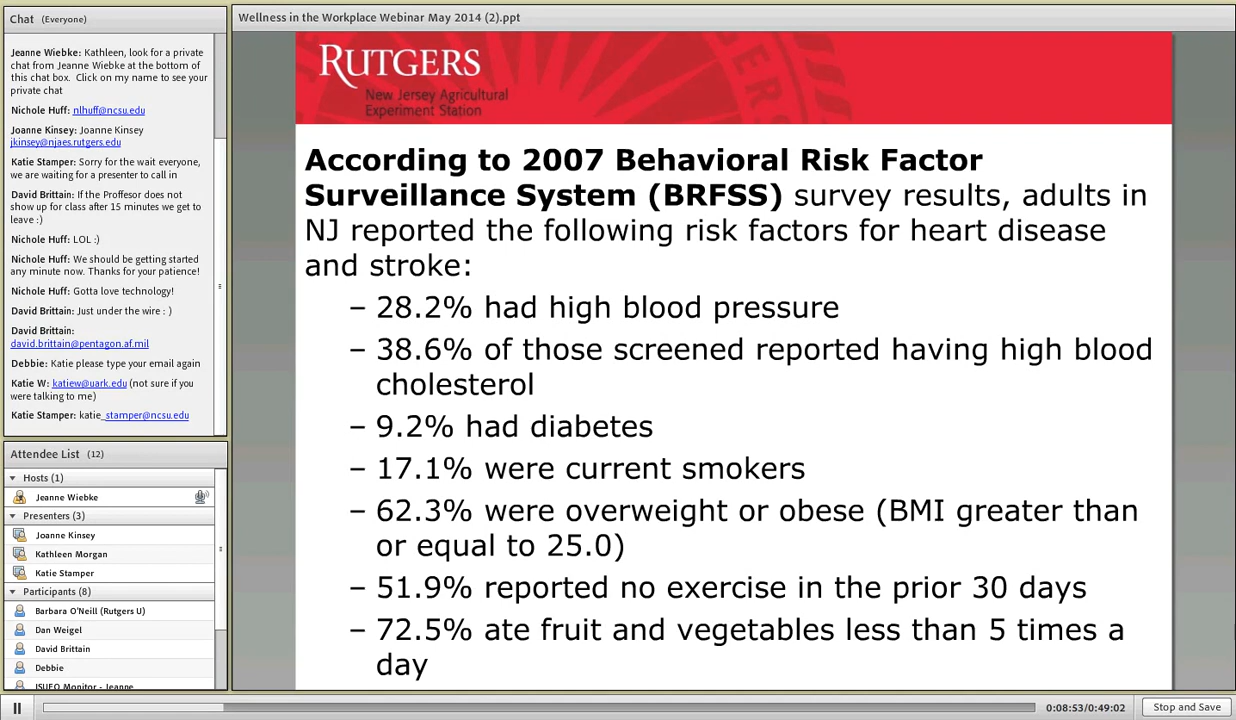 Chat (Everyone)
Jeanne Wiebke: Kathleen, look for a private
chat from Jeanne Wiebke at the bottom of
this chat box. Click on my name to see your
private chat
Nichole Huff: nlhuff@ncsu.edu
Joanne Kinsey: Joanne Kinsey
jkinsey@njaes.rutgers.edu
Katie Stamper: Sorry for the wait everyone,
we are waiting for a presenter to call in
David Brittain: If the Proffesor does not
show up for class after 15 minutes we get to
leave :)
Nichole Huff: LOL :)
Nichole Huff: We should be getting started
any minute now. Thanks for your patience!
Nichole Huff: Gotta love technology!
David Brittain: Just under the wire : )
David Brittain:
david.brittain@pentagon.af.mil
Debbie: Katie please type your email again
Katie W: katiew@uark.edu (not sure if you
were talking to me)
Katie Stamper: katie_stamper@ncsu.edu
Attendee List (12)
Hosts (1)
Jeanne Wiebke
Presenters (3)
Joanne Kinsey
Kathleen Morgan
Katie Stamper
Participants (8)
Barbara O'Neill (Rutgers U)
Dan Weigel
David Brittain
Debbie
ISUEO Monitor - Jeanne
Wellness in the Workplace Webinar May 2014 (2).ppt
RUTGERS
New Jersey Agricultural
Experiment Station
According to 2007 Behavioral Risk Factor
Surveillance System (BRFSS) survey results, adults in
NJ reported the following risk factors for heart disease
and stroke:
– 28.2% had high blood pressure
– 38.6% of those screened reported having high blood
cholesterol
– 9.2% had diabetes
– 17.1% were current smokers
– 62.3% were overweight or obese (BMI greater than
or equal to 25.0)
– 51.9% reported no exercise in the prior 30 days
– 72.5% ate fruit and vegetables less than 5 times a
day
0:08:53/0:49:02
Stop and Save